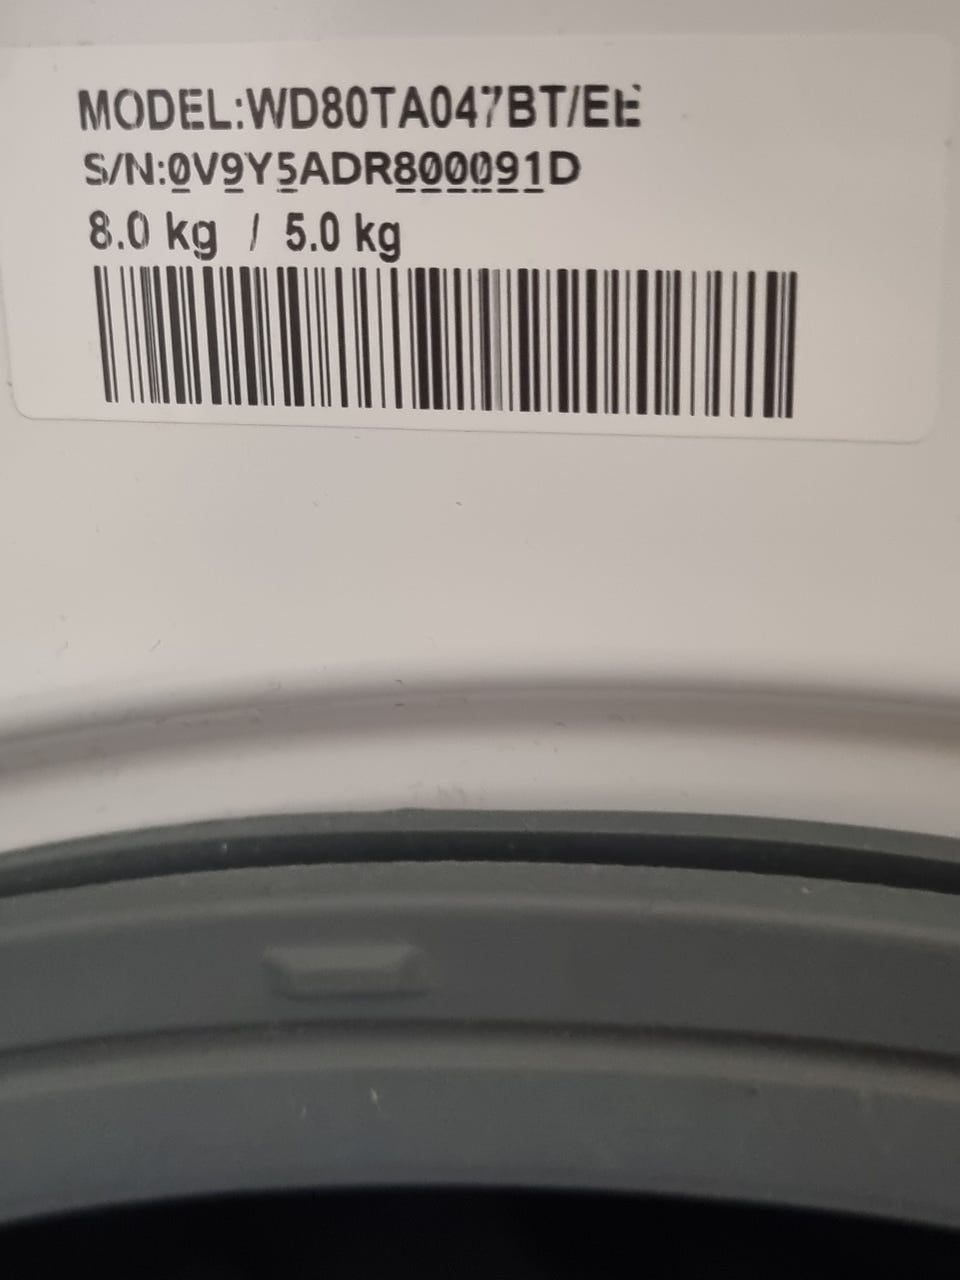 MODEL:WD80TA047BT/EE
S/N:0V9Y5ADR800091D
8.0 kg / 5.0 kg